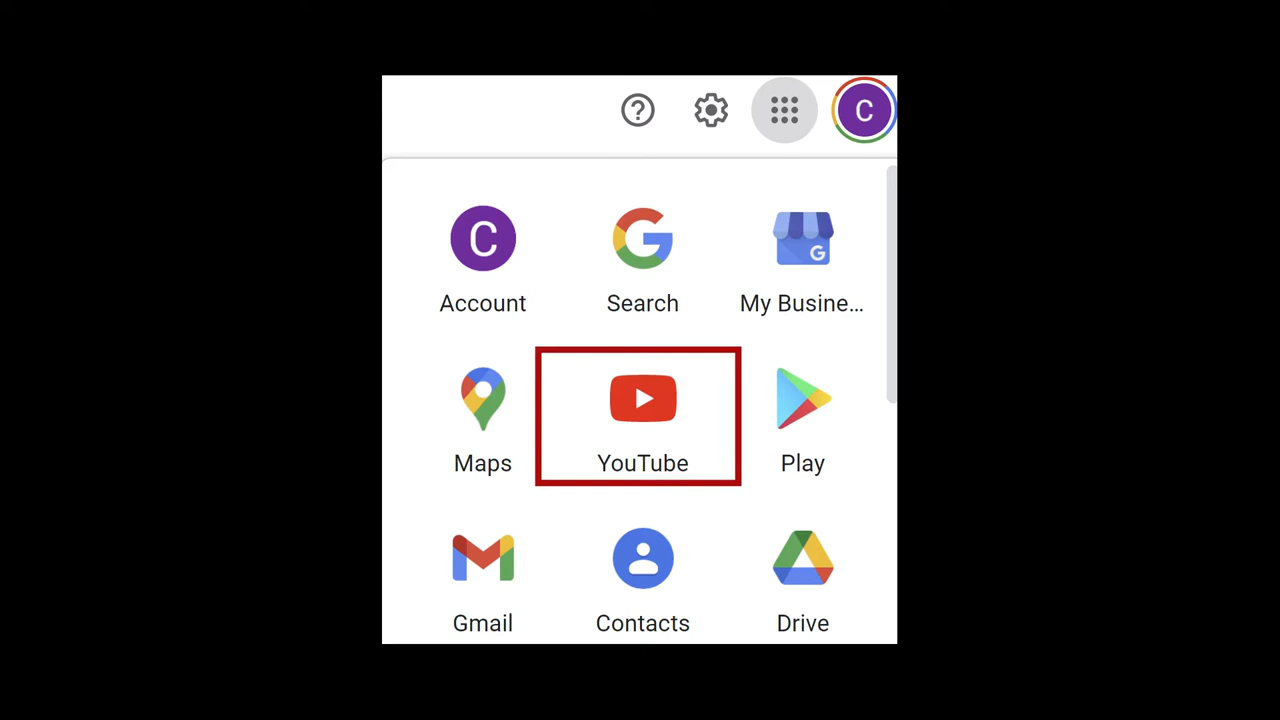 C
C
Account
Search
G
My Busine...
Maps
YouTube
Play
Gmail
Contacts
Drive